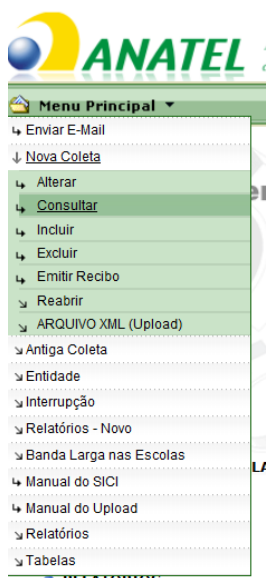 ANATEL
Menu Principal
Enviar E-Mail
Nova Coleta
Alterar
Consultar
Incluir
Excluir
Emitir Recibo
Reabrir
ARQUIVO XML (Upload)
Antiga Coleta
Entidade
Interrupção
Relatórios - Novo
Banda Larga nas Escolas
Manual do SICI
Manual do Upload
Relatórios
Tabelas